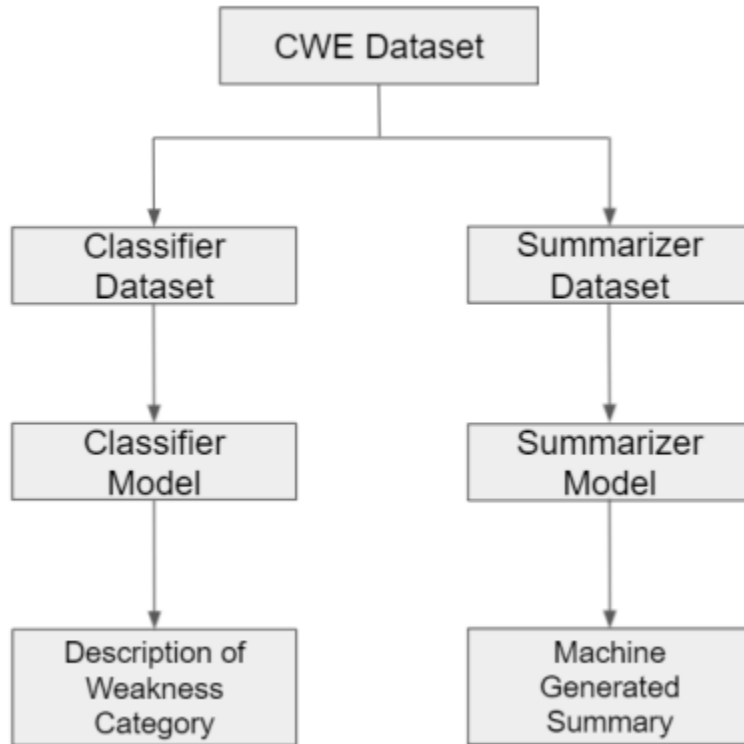 CWE Dataset
Classifier
Dataset
Summarizer
Dataset
Classifier
Model
Summarizer
Model
Description of
Weakness
Category
Machine
Generated
Summary